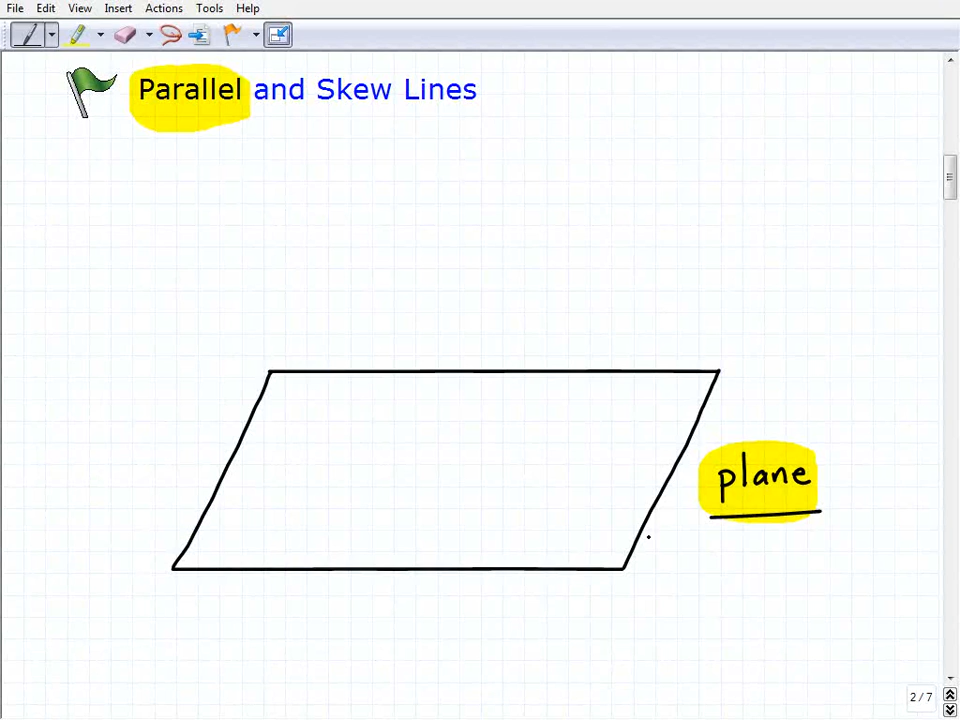 File Edit View Insert Actions Tools Help
Parallel and Skew Lines
plane
2 / 7